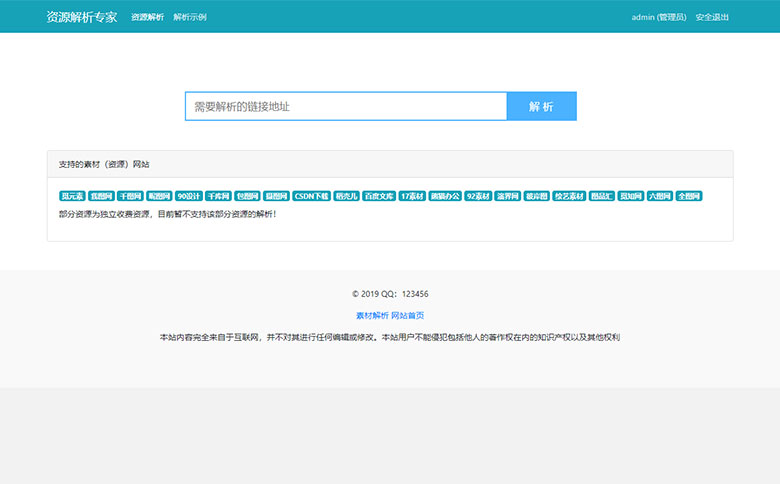 资源解析专家 资源解析 解析示例 admin (管理员) 安全退出
需要解析的链接地址 解 析
支持的素材（资源）网站
觅元素 摄图网 千图网 昵图网 90设计 千库网 包图网 摄图网 CSDN下载 稻壳儿 百度文库 17素材 熊猫办公 92素材 渲界网 彼岸图 绘艺素材 图品汇 觅知网 六图网 全图网
部分资源为独立收费资源，目前暂不支持该部分资源的解析！
© 2019 QQ：123456
素材解析 网站首页
本站内容完全来自于互联网，并不对其进行任何编辑或修改。本站用户不能侵犯包括他人的著作权在内的知识产权以及其他权利